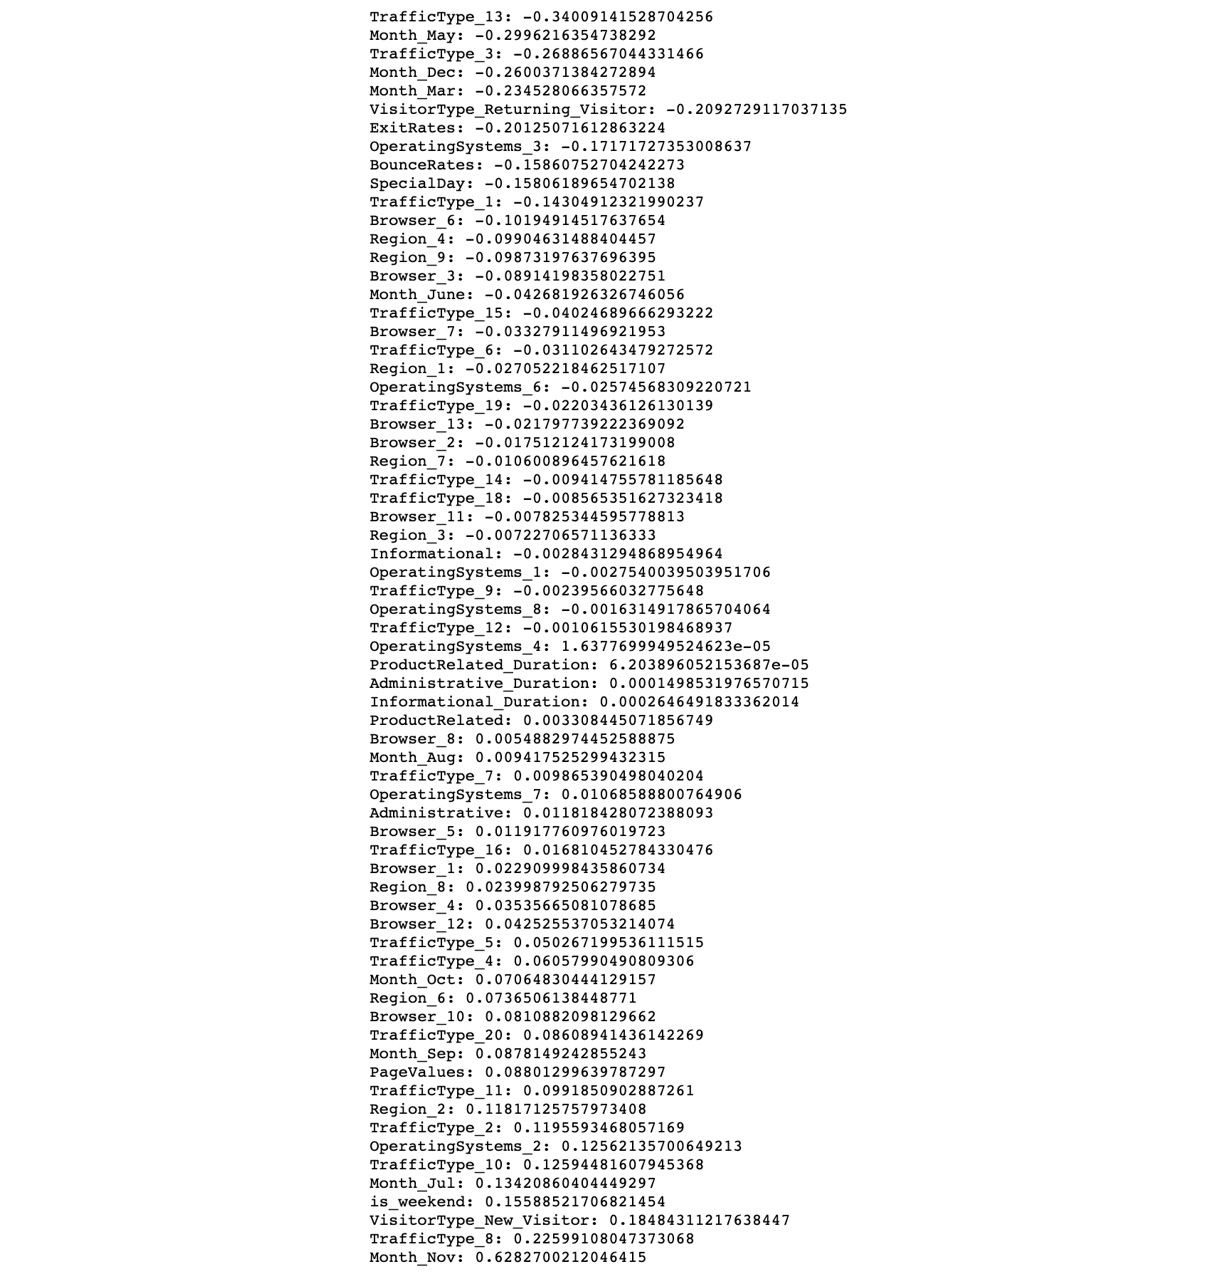 TrafficType_13: -0.34009141528704256
Month_May: -0.2996216354738292
TrafficType_3: -0.26886567044331466
Month_Dec: -0.2600371384272894
Month_Mar: -0.234528066357572
VisitorType_Returning_Visitor: -0.2092729117037135
ExitRates: -0.20125071612863224
OperatingSystems_3: -0.17171727353008637
BounceRates: -0.15860752704242273
SpecialDay: -0.15806189654702138
TrafficType_1: -0.14304912321990237
Browser_6: -0.10194914517637654
Region_4: -0.09904631488404457
Region_9: -0.09873197637696395
Browser_3: -0.08914198358022751
Month_June: -0.042681926326746056
TrafficType_15: -0.04024689666293222
Browser_7: -0.03327911496921953
TrafficType_6: -0.031102643479272572
Region_1: -0.027052218462517107
OperatingSystems_6: -0.02574568309220721
TrafficType_19: -0.02203436126130139
Browser_13: -0.021797739222369092
Browser_2: -0.017512124173199008
Region_7: -0.010600896457621618
TrafficType_14: -0.009414755781185648
TrafficType_18: -0.008565351627323418
Browser_11: -0.007825344595778813
Region_3: -0.00722706571136333
Informational: -0.0028431294868954964
OperatingSystems_1: -0.0027540039503951706
TrafficType_9: -0.00239566032775648
OperatingSystems_8: -0.0016314917865704064
TrafficType_12: -0.0010615530198468937
OperatingSystems_4: 1.6377699949524623e-05
ProductRelated_Duration: 6.203896052153687e-05
Administrative_Duration: 0.0001498531976570715
Informational_Duration: 0.0002646491833362014
ProductRelated: 0.003308445071856749
Browser_8: 0.0054882974452588875
Month_Aug: 0.009417525299432315
TrafficType_7: 0.009865390498040204
OperatingSystems_7: 0.01068588800764906
Administrative: 0.011818428072388093
Browser_5: 0.011917760976019723
TrafficType_16: 0.016810452784330476
Browser_1: 0.022909998435860734
Region_8: 0.023998792506279735
Browser_4: 0.03535665081078685
Browser_12: 0.042525537053214074
TrafficType_5: 0.050267199536111515
TrafficType_4: 0.06057990490809306
Month_Oct: 0.07064830444129157
Region_6: 0.0736506138448771
Browser_10: 0.0810882098129662
TrafficType_20: 0.08608941436142269
Month_Sep: 0.0878149242855243
PageValues: 0.08801299639787297
TrafficType_11: 0.0991850902887261
Region_2: 0.11817125757973408
TrafficType_2: 0.1195593468057169
OperatingSystems_2: 0.12562135700649213
TrafficType_10: 0.12594481607945368
Month_Jul: 0.13420860404449297
is_weekend: 0.15588521706821454
VisitorType_New_Visitor: 0.18484311217638447
TrafficType_8: 0.22599108047373068
Month_Nov: 0.6282700212046415